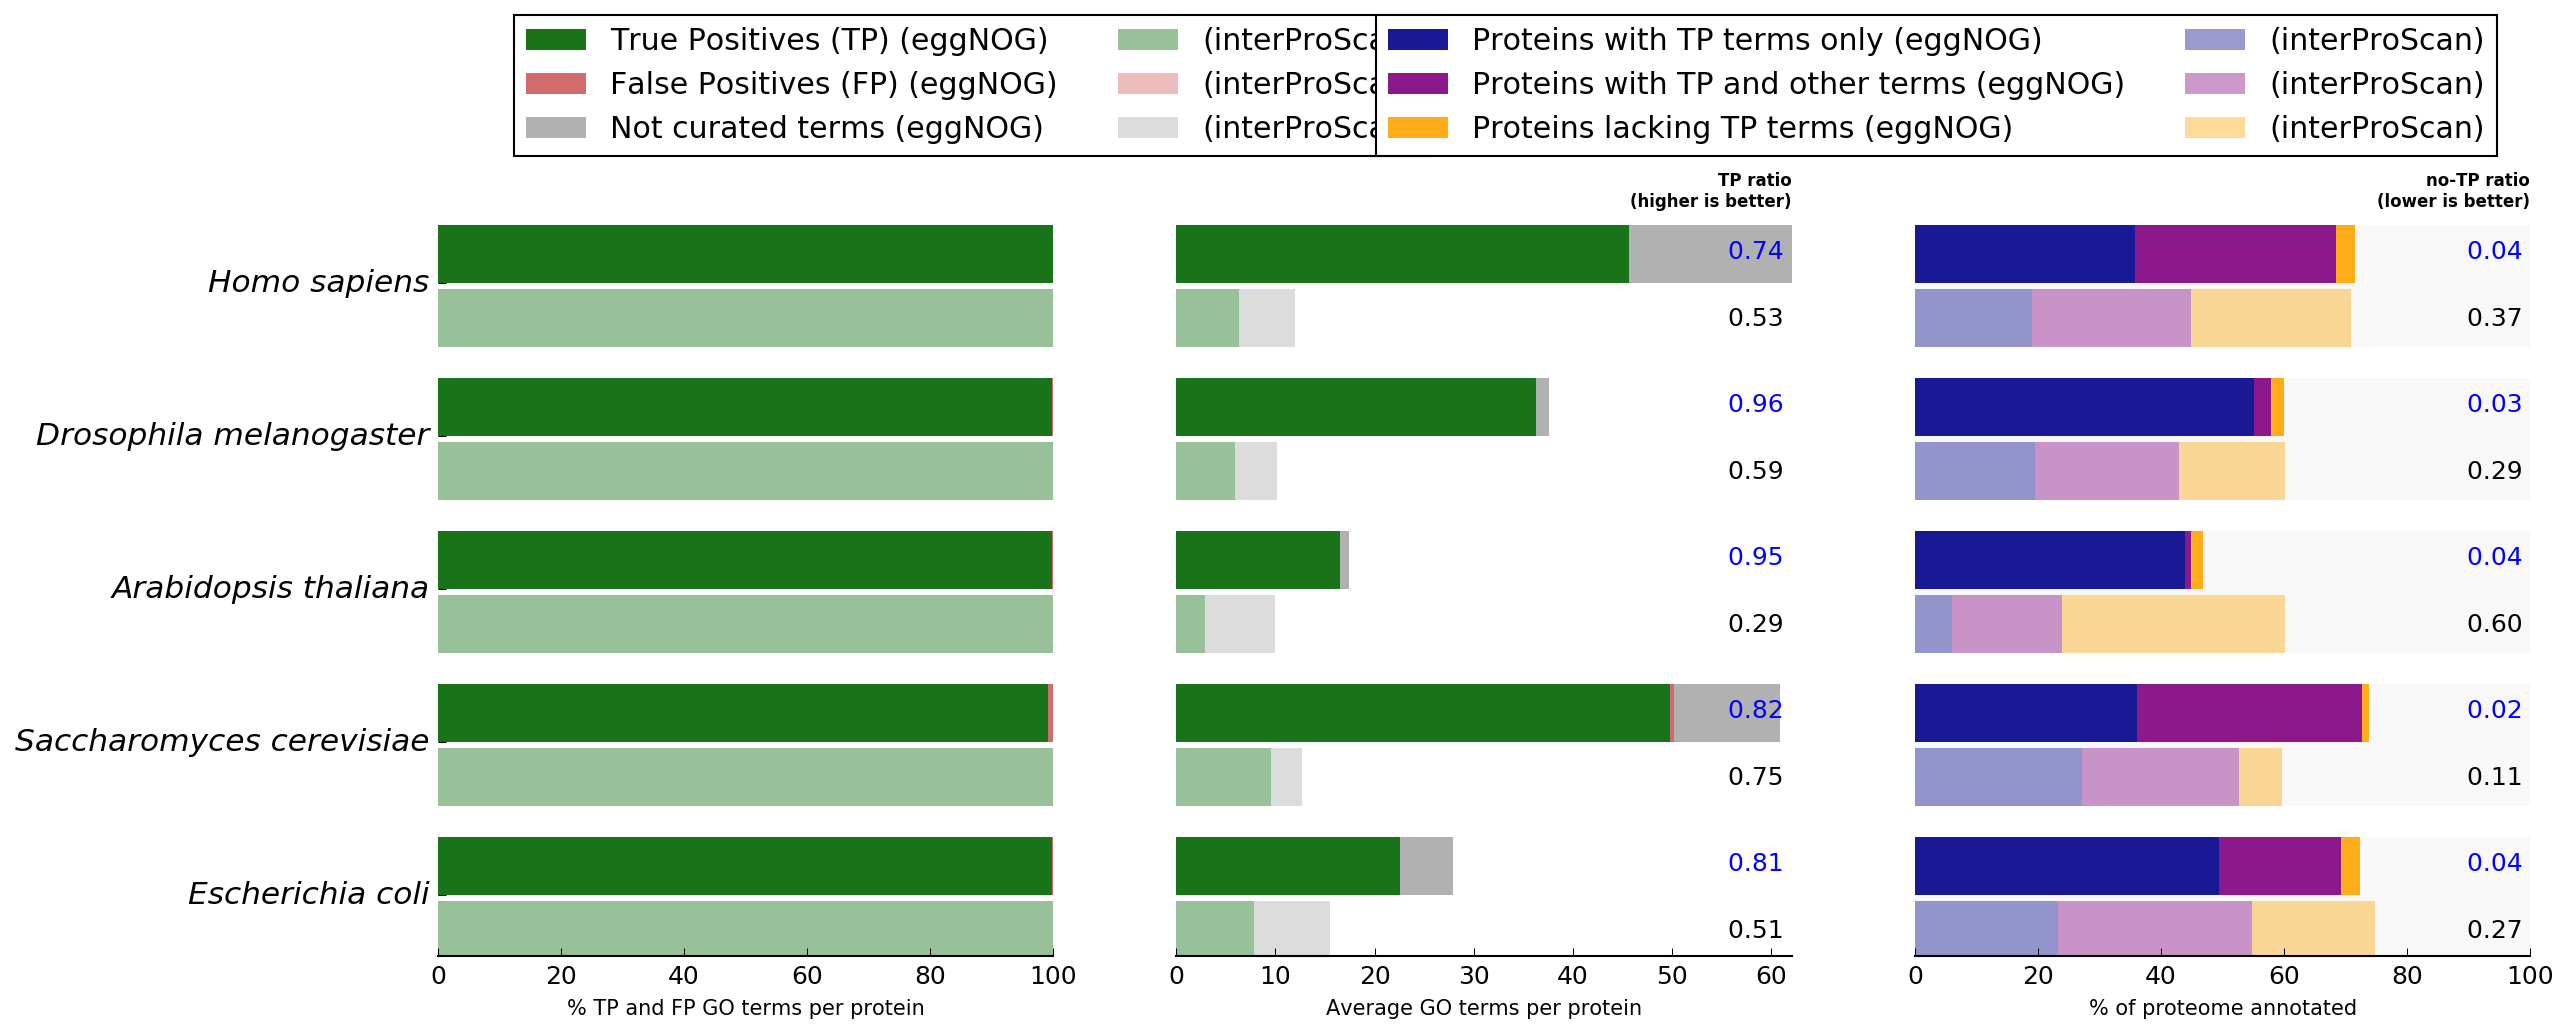 True Positives (TP) (eggNOG) (interProSca
False Positives (FP) (eggNOG) (interProSca
Not curated terms (eggNOG) (interProSca
Proteins with TP terms only (eggNOG) (interProScan)
Proteins with TP and other terms (eggNOG) (interProScan)
Proteins lacking TP terms (eggNOG) (interProScan)
TP ratio
(higher is better)
no-TP ratio
(lower is better)
Homo sapiens
0.74 0.04
0.53 0.37
Drosophila melanogaster
0.96 0.03
0.59 0.29
Arabidopsis thaliana
0.95 0.04
0.29 0.60
Saccharomyces cerevisiae
0.82 0.02
0.75 0.11
Escherichia coli
0.81 0.04
0.51 0.27
0 20 40 60 80 100
% TP and FP GO terms per protein
0 10 20 30 40 50 60
Average GO terms per protein
0 20 40 60 80 100
% of proteome annotated